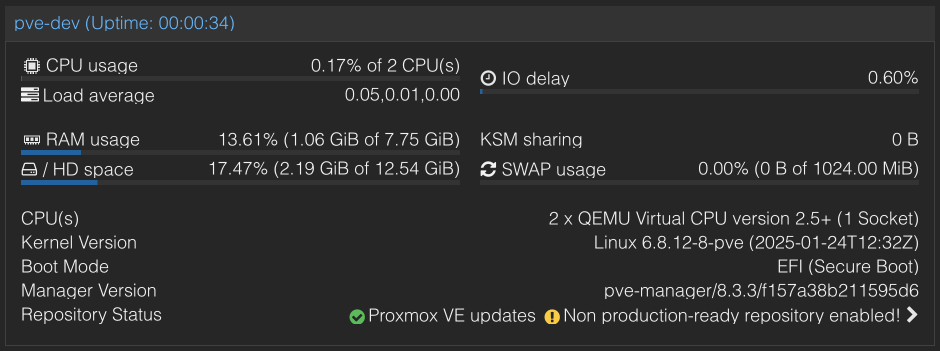 pve-dev (Uptime: 00:00:34)
CPU usage 0.17% of 2 CPU(s)
IO delay 0.60%
Load average 0.05,0.01,0.00
RAM usage 13.61% (1.06 GiB of 7.75 GiB)
KSM sharing 0 B
/ HD space 17.47% (2.19 GiB of 12.54 GiB)
SWAP usage 0.00% (0 B of 1024.00 MiB)
CPU(s) 2 x QEMU Virtual CPU version 2.5+ (1 Socket)
Kernel Version Linux 6.8.12-8-pve (2025-01-24T12:32Z)
Boot Mode EFI (Secure Boot)
Manager Version pve-manager/8.3.3/f157a38b211595d6
Repository Status Proxmox VE updates Non production-ready repository enabled!